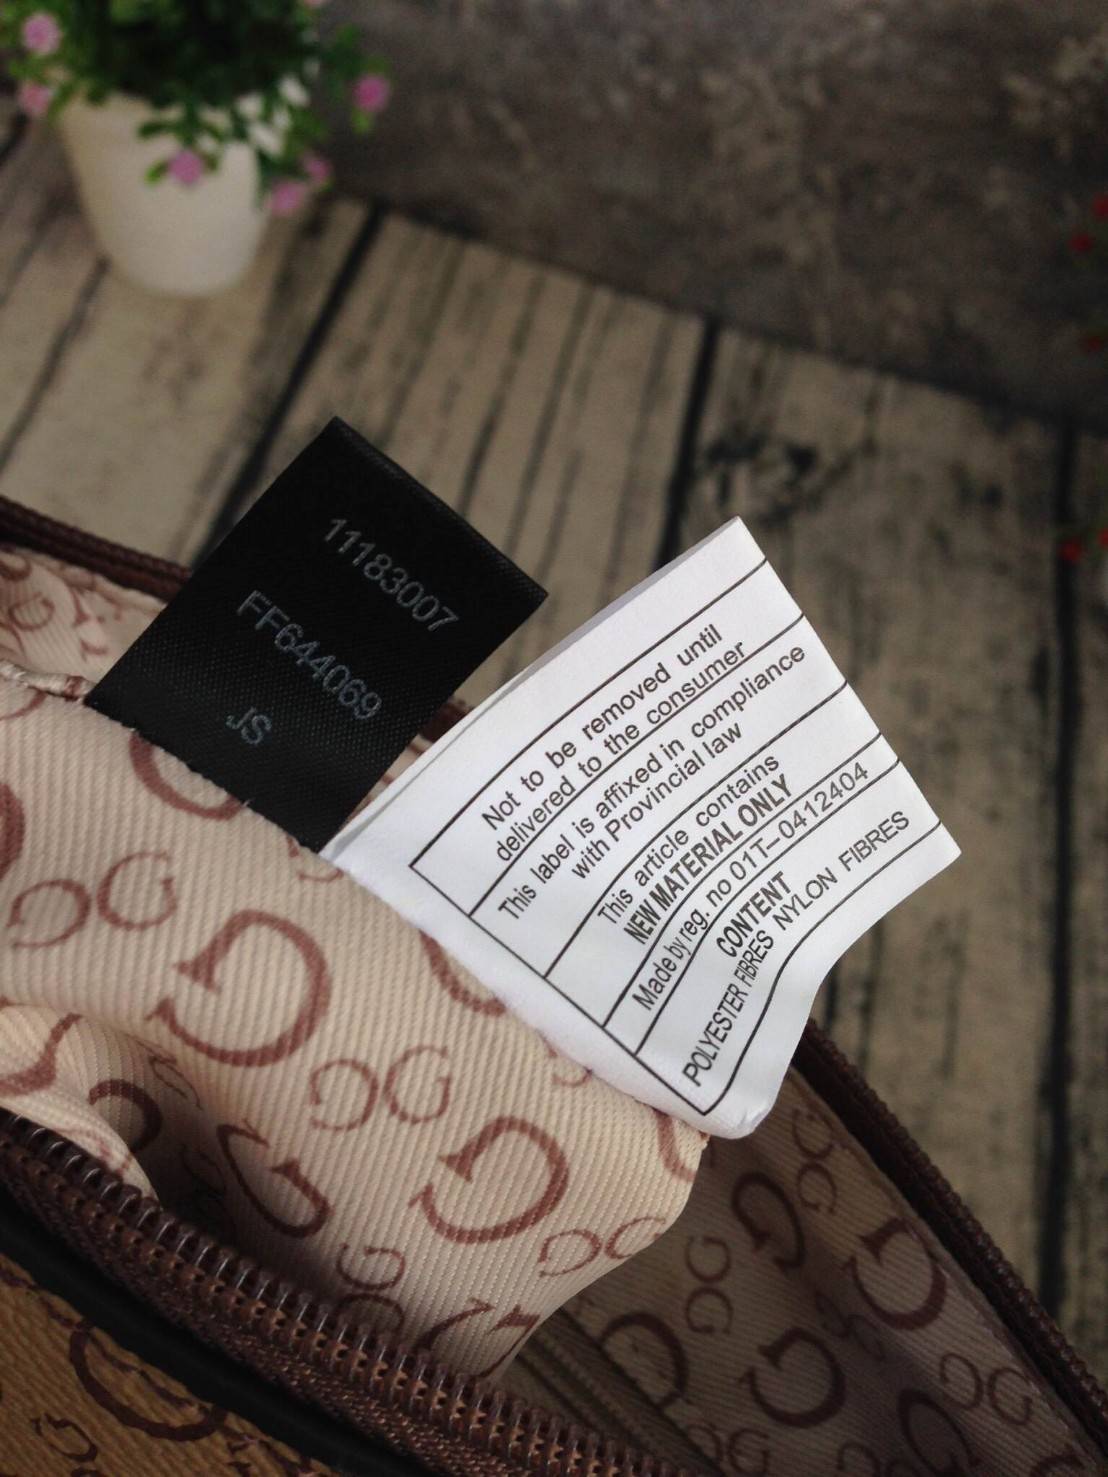 11183007
FF644069
JS
Not to be removed until
delivered to the consumer
This label is affixed in compliance
with Provincial law
This article contains
NEW MATERIAL ONLY
Made by reg. no 01T-0412404
CONTENT
POLYESTER FIBRES NYLON FIBRES